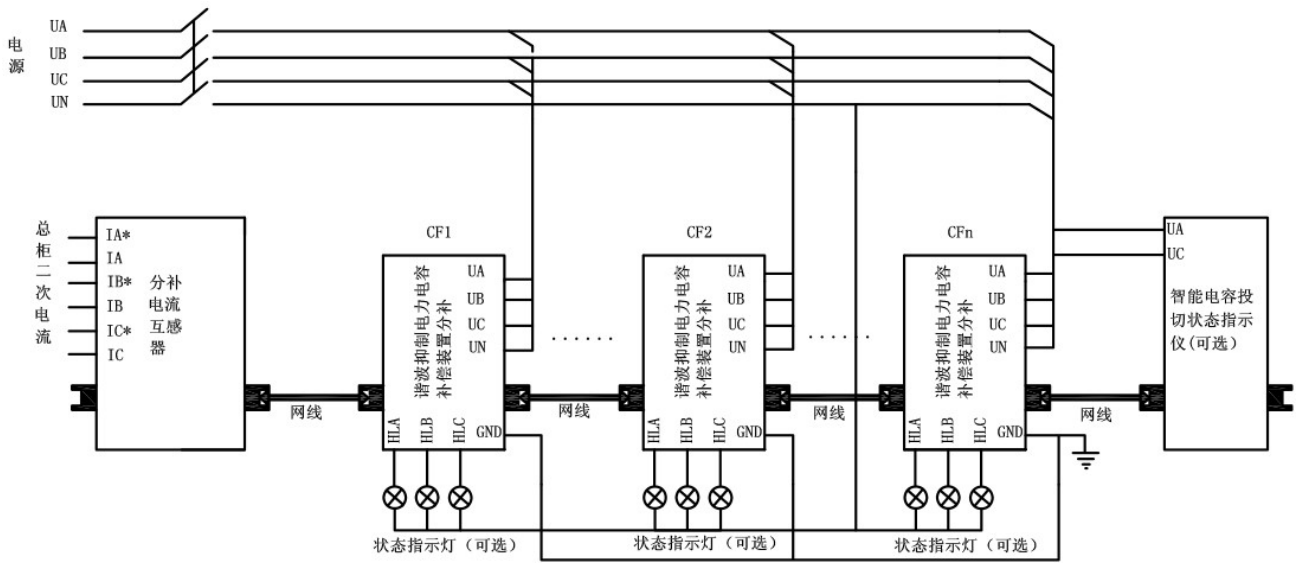 电源
UA
UB
UC
UN
总柜二次电流
IA*
IA
IB*
IB
IC*
IC
分补
电流
互感
器
网线
CF1
谐波抑制电力电容
补偿装置分补
UA
UB
UC
UN
HLA
HLB
HLC
GND
状态指示灯（可选）
网线
......
CF2
谐波抑制电力电容
补偿装置分补
UA
UB
UC
UN
HLA
HLB
HLC
GND
状态指示灯（可选）
网线
......
CFn
谐波抑制电力电容
补偿装置分补
UA
UB
UC
UN
HLA
HLB
HLC
GND
状态指示灯（可选）
网线
UA
UC
智能电容投
切状态指示
仪(可选)